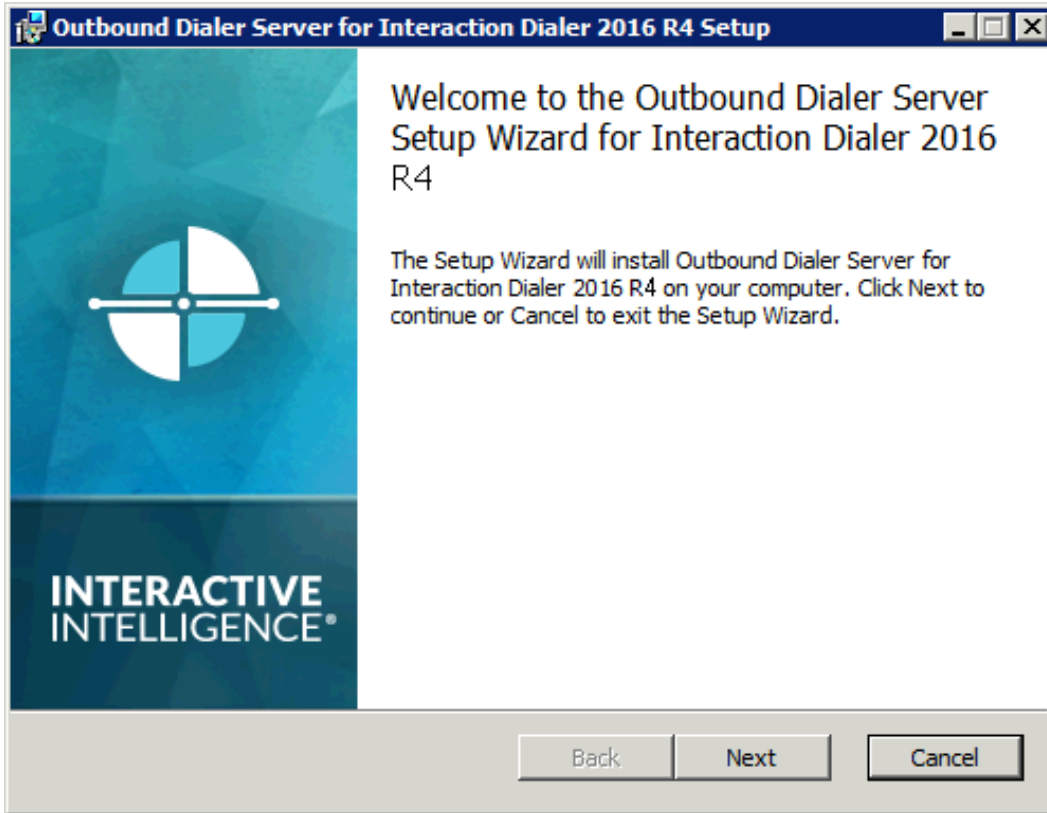 Outbound Dialer Server for Interaction Dialer 2016 R4 Setup
Welcome to the Outbound Dialer Server
Setup Wizard for Interaction Dialer 2016
R4
The Setup Wizard will install Outbound Dialer Server for
Interaction Dialer 2016 R4 on your computer. Click Next to
continue or Cancel to exit the Setup Wizard.
INTERACTIVE
INTELLIGENCE®
Back
Next
Cancel